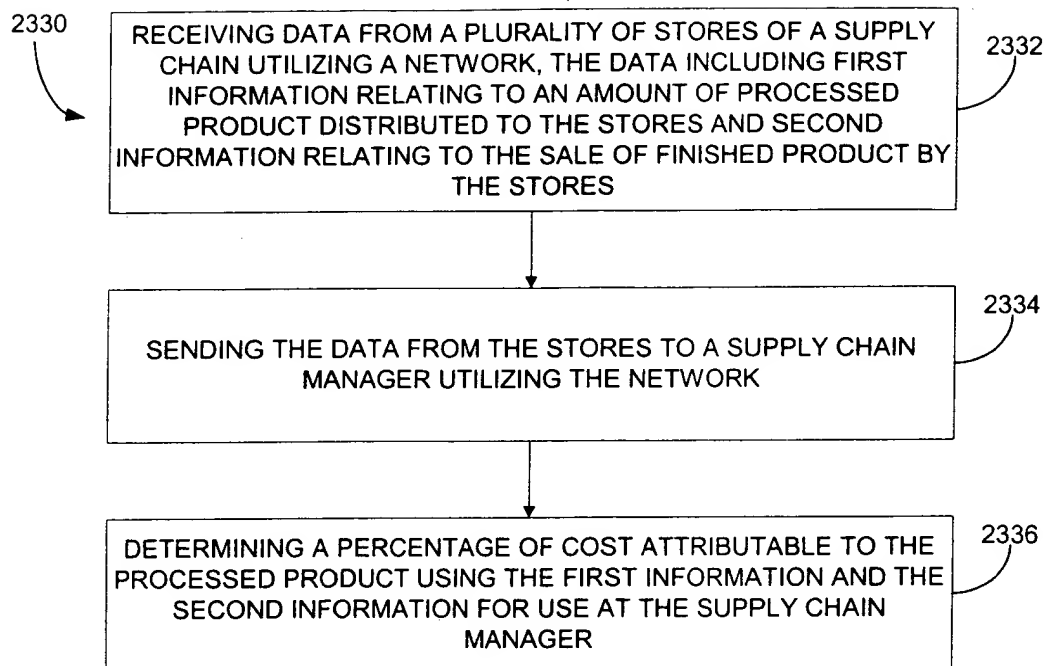 2330
RECEIVING DATA FROM A PLURALITY OF STORES OF A SUPPLY
CHAIN UTILIZING A NETWORK, THE DATA INCLUDING FIRST
INFORMATION RELATING TO AN AMOUNT OF PROCESSED
PRODUCT DISTRIBUTED TO THE STORES AND SECOND
INFORMATION RELATING TO THE SALE OF FINISHED PRODUCT BY
THE STORES
2332
SENDING THE DATA FROM THE STORES TO A SUPPLY CHAIN
MANAGER UTILIZING THE NETWORK
2334
DETERMINING A PERCENTAGE OF COST ATTRIBUTABLE TO THE
PROCESSED PRODUCT USING THE FIRST INFORMATION AND THE
SECOND INFORMATION FOR USE AT THE SUPPLY CHAIN
MANAGER
2336